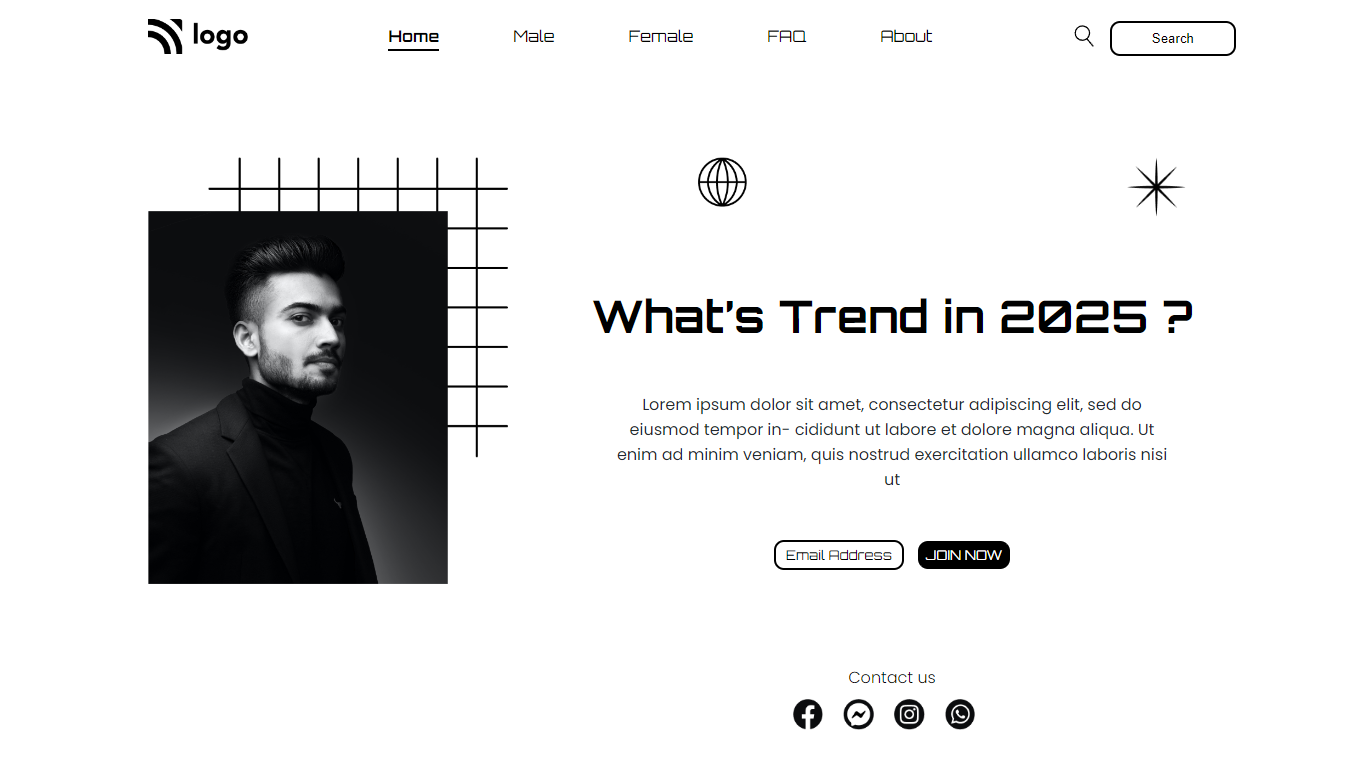 logo
Home
Male
Female
FAQ
About
Search
What's Trend in 2025 ?
Lorem ipsum dolor sit amet, consectetur adipiscing elit, sed do
eiusmod tempor in- cididunt ut labore et dolore magna aliqua. Ut
enim ad minim veniam, quis nostrud exercitation ullamco laboris nisi
ut
Email Address
JOIN NOW
Contact us